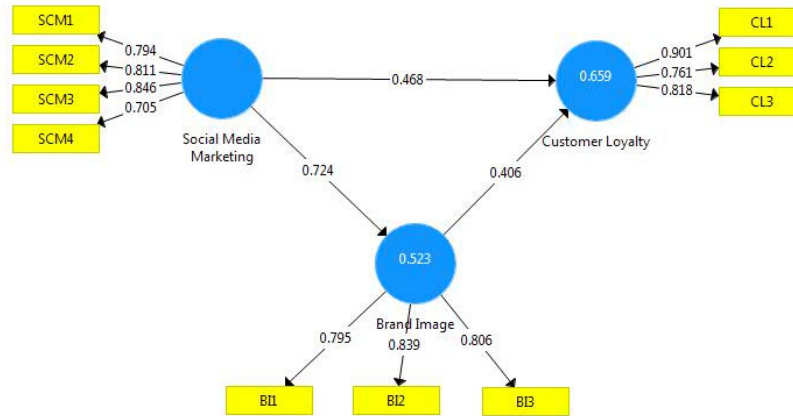 SCM1
SCM2
SCM3
SCM4
0.794
0.811
0.846
0.705
Social Media
Marketing
0.468
0.659
Customer Loyalty
0.901
0.761
0.818
CL1
CL2
CL3
0.724
0.406
0.523
Brand Image
0.795
0.839
0.806
BI1
BI2
BI3